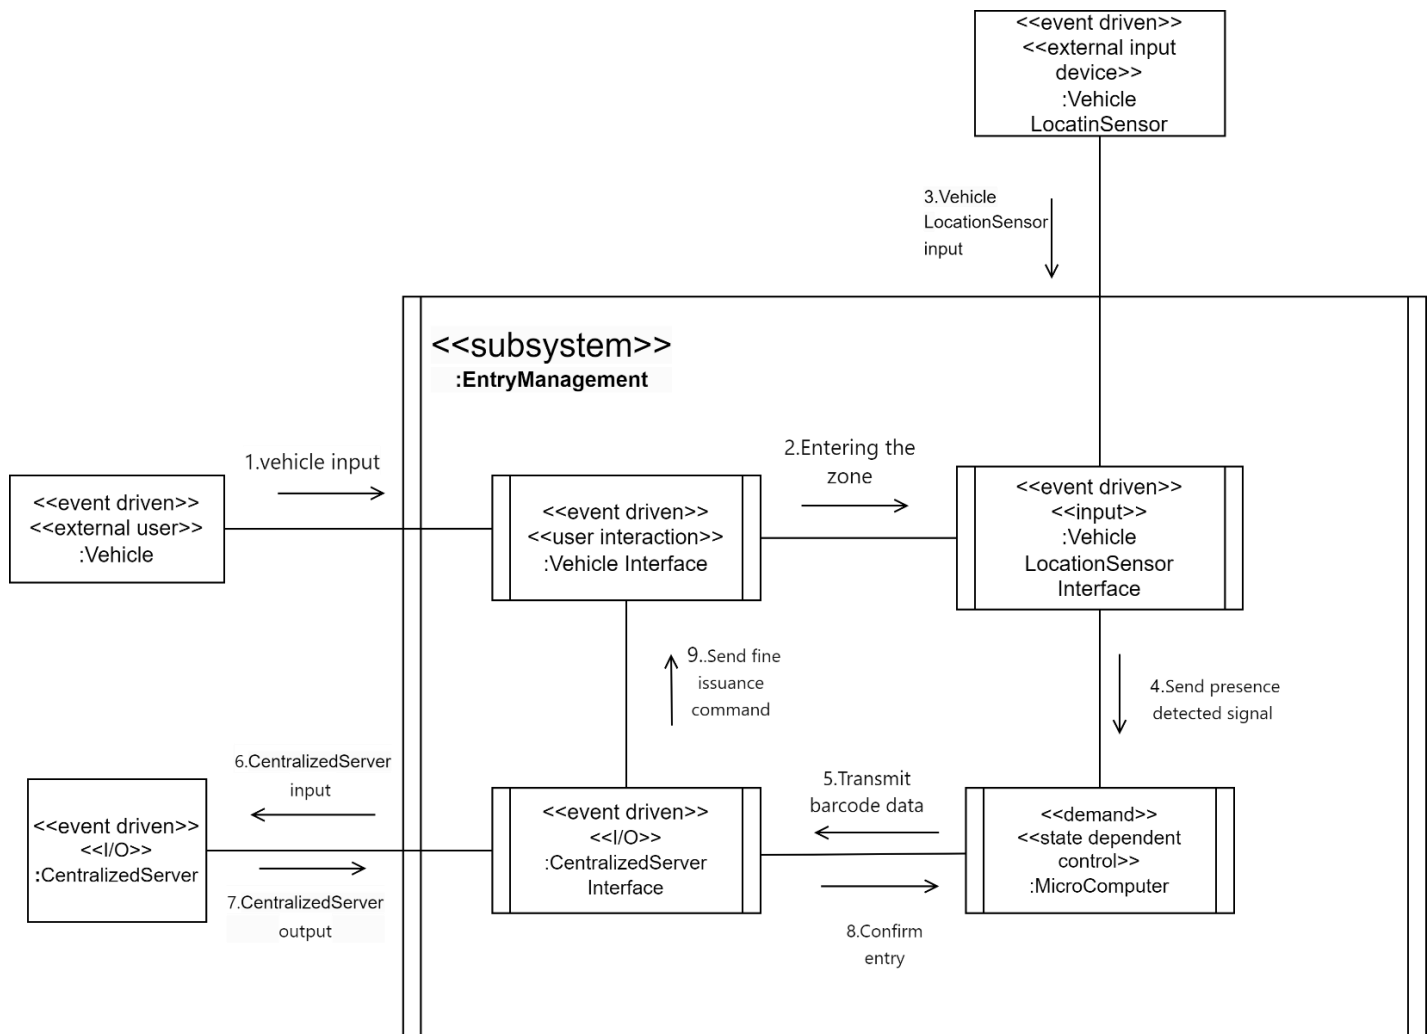 <<event driven>>
<<external input
device>>
:Vehicle
LocatinSensor
3.Vehicle
LocationSensor
input
<<subsystem>>
:EntryManagement
1.vehicle input
2.Entering the
zone
<<event driven>>
<<external user>>
:Vehicle
<<event driven>>
<<user interaction>>
:Vehicle Interface
<<event driven>>
<<input>>
:Vehicle
LocationSensor
Interface
9..Send fine
issuance
command
4.Send presence
detected signal
6.CentralizedServer
input
5.Transmit
barcode data
<<event driven>>
<<I/O>>
:CentralizedServer
<<event driven>>
<<I/O>>
:CentralizedServer
Interface
<<demand>>
<<state dependent
control>>
:MicroComputer
7.CentralizedServer
output
8.Confirm
entry